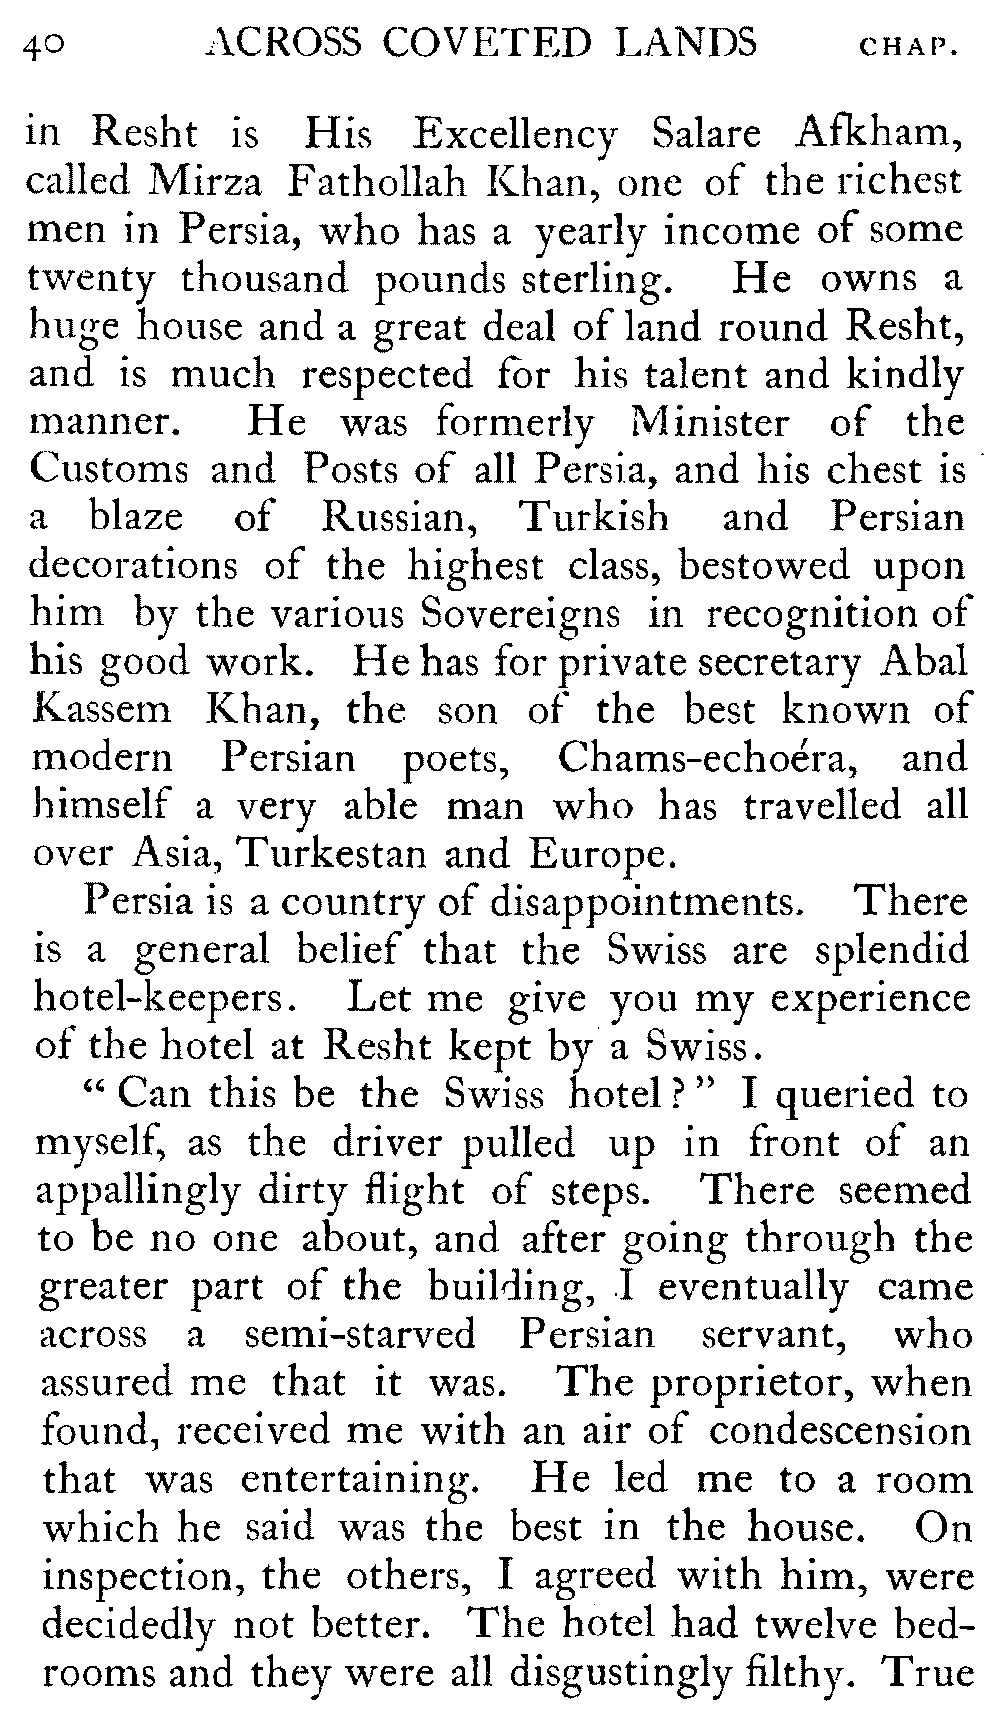 40 ACROSS COVETED LANDS CHAP.
in Resht is His Excellency Salare Afkham,
called Mirza Fathollah Khan, one of the richest
men in Persia, who has a yearly income of some
twenty thousand pounds sterling. He owns a
huge house and a great deal of land round Resht,
and is much respected for his talent and kindly
manner. He was formerly Minister of the
Customs and Posts of all Persia, and his chest is
a blaze of Russian, Turkish and Persian
decorations of the highest class, bestowed upon
him by the various Sovereigns in recognition of
his good work. He has for private secretary Abal
Kassem Khan, the son of the best known of
modern Persian poets, Chams-echoéra, and
himself a very able man who has travelled all
over Asia, Turkestan and Europe.
Persia is a country of disappointments. There
is a general belief that the Swiss are splendid
hotel-keepers. Let me give you my experience
of the hotel at Resht kept by a Swiss.
“Can this be the Swiss hotel?” I queried to
myself, as the driver pulled up in front of an
appallingly dirty flight of steps. There seemed
to be no one about, and after going through the
greater part of the building, I eventually came
across a semi-starved Persian servant, who
assured me that it was. The proprietor, when
found, received me with an air of condescension
that was entertaining. He led me to a room
which he said was the best in the house. On
inspection, the others, I agreed with him, were
decidedly not better. The hotel had twelve bed-
rooms and they were all disgustingly filthy. True